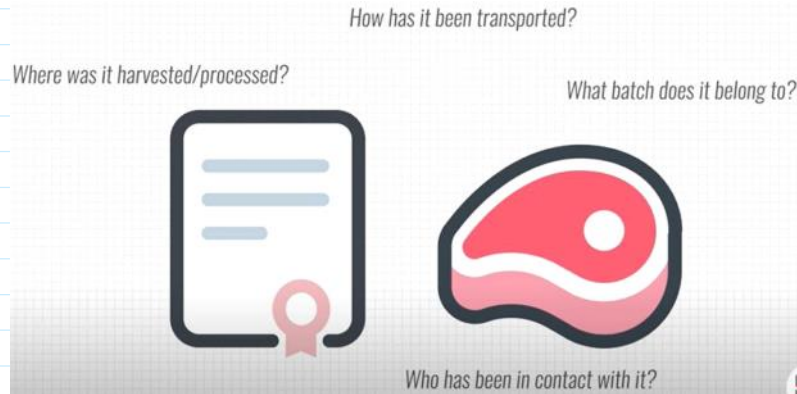 How has it been transported?
Where was it harvested/processed?
What batch does it belong to?
Who has been in contact with it?